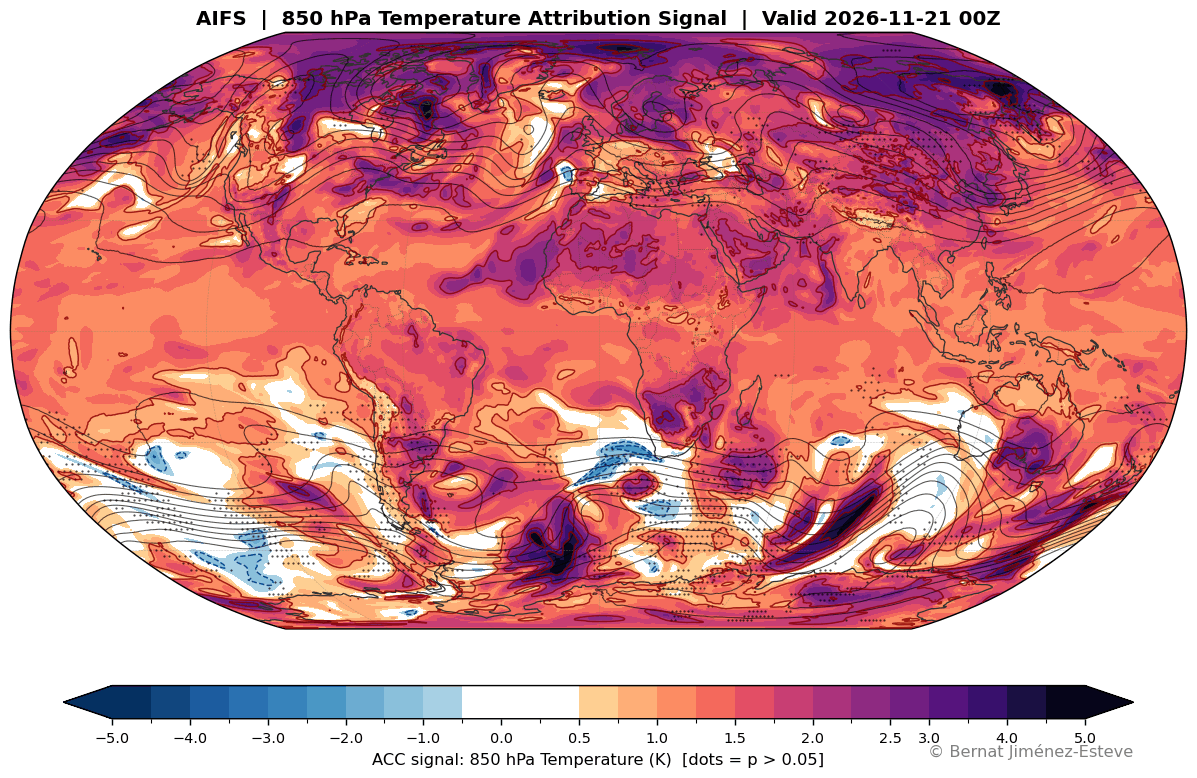 AIFS | 850 hPa Temperature Attribution Signal | Valid 2026-11-21 00Z
−5.0 −4.0 −3.0 −2.0 −1.0 0.0 0.5 1.0 1.5 2.0 2.5 3.0 4.0 5.0
ACC signal: 850 hPa Temperature (K) [dots = p > 0.05]
© Bernat Jiménez-Esteve